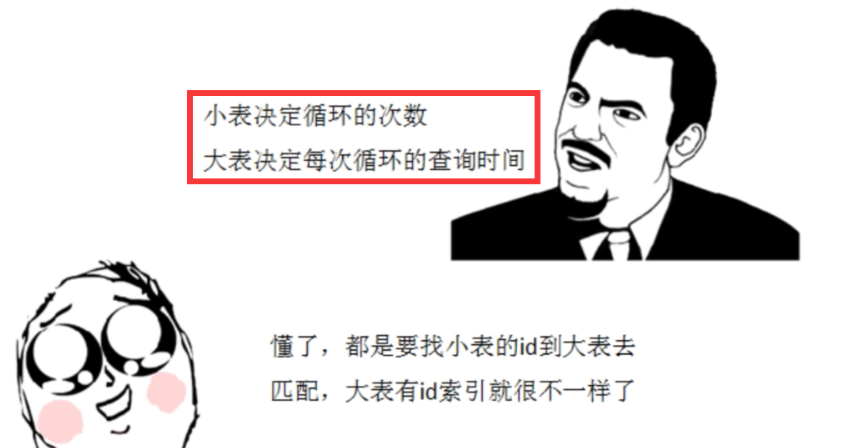 小表决定循环的次数
大表决定每次循环的查询时间
懂了，都是要找小表的id到大表去
匹配，大表有id索引就很不一样了